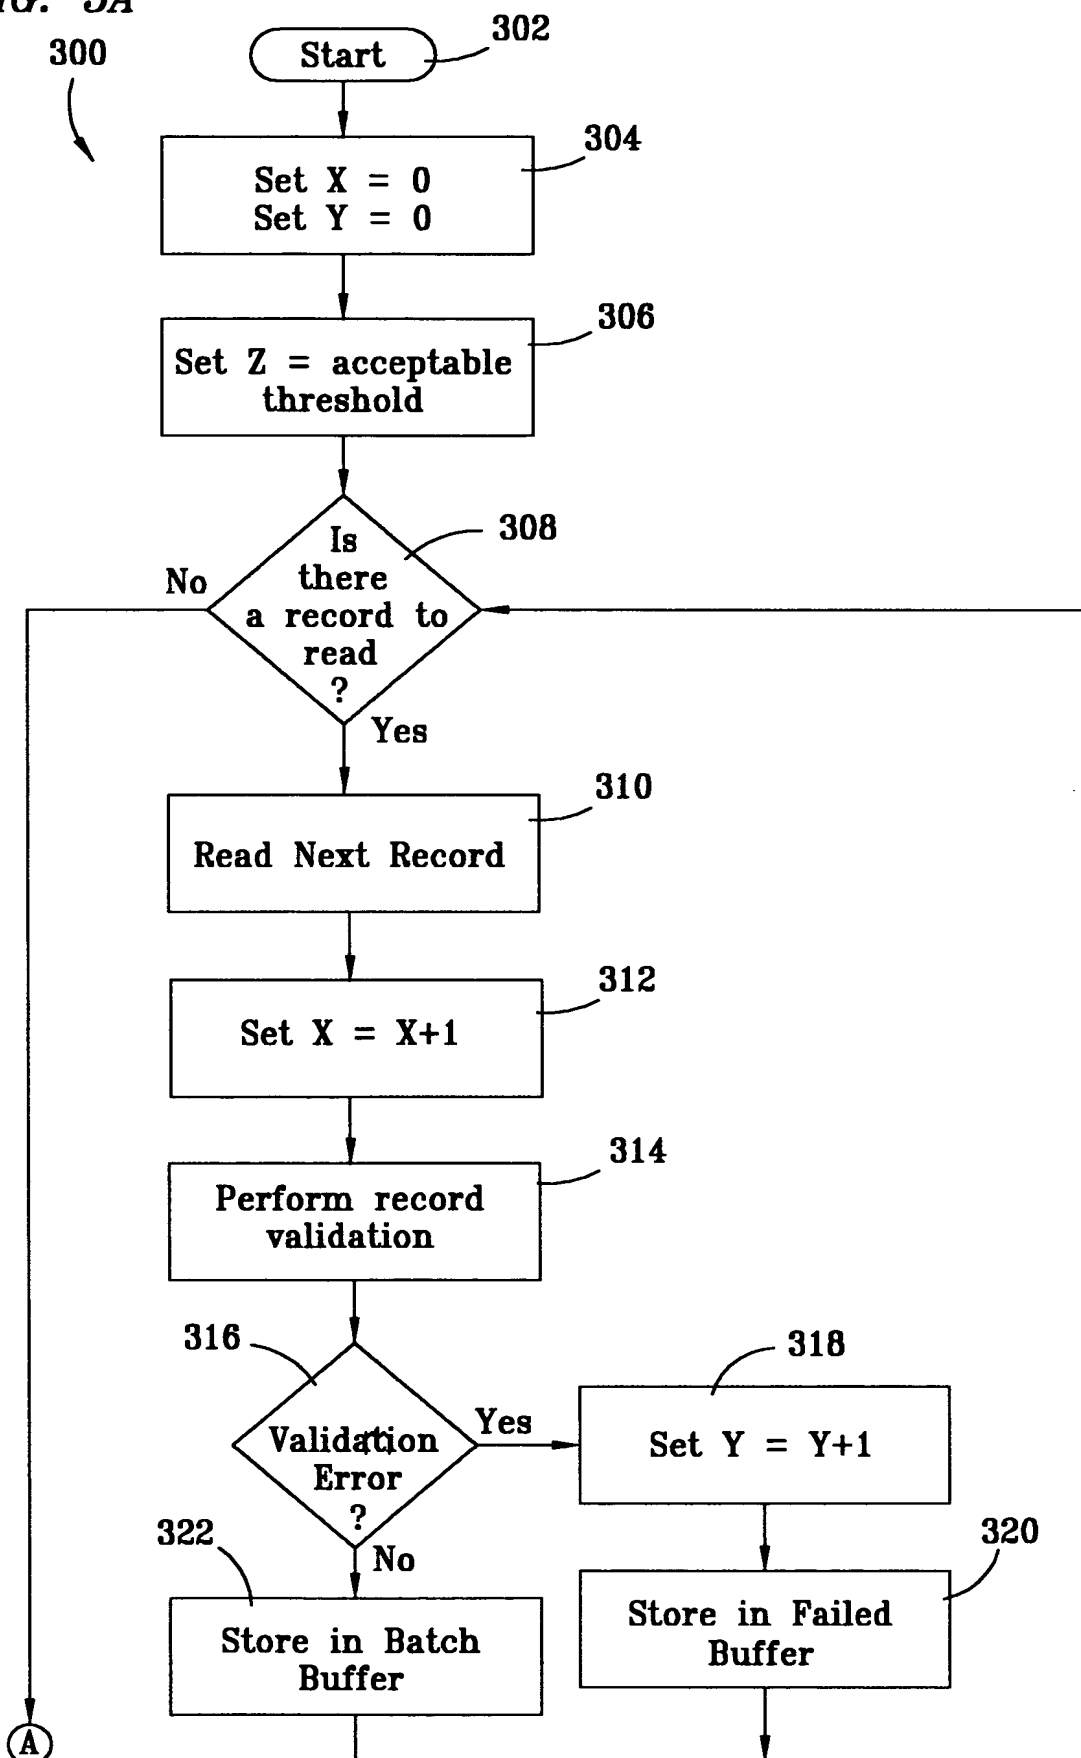 300
Start
302
304
Set X = 0
Set Y = 0
306
Set Z = acceptable
threshold
308
Is
there
a record to
read
?
No
Yes
310
Read Next Record
312
Set X = X+1
314
Perform record
validation
316
Validation
Error
?
Yes
318
Set Y = Y+1
No
322
Store in Batch
Buffer
320
Store in Failed
Buffer
A